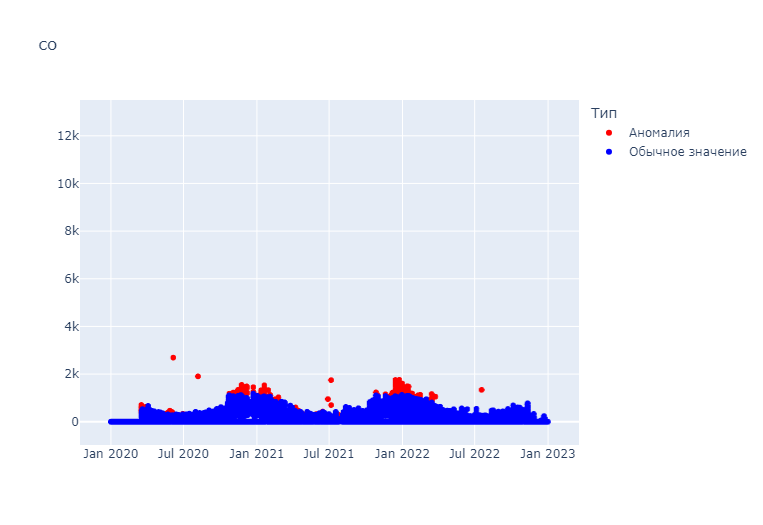 CO
Тип
Аномалия
Обычное значение
12k
10k
8k
6k
4k
2k
0
Jan 2020 Jul 2020 Jan 2021 Jul 2021 Jan 2022 Jul 2022 Jan 2023